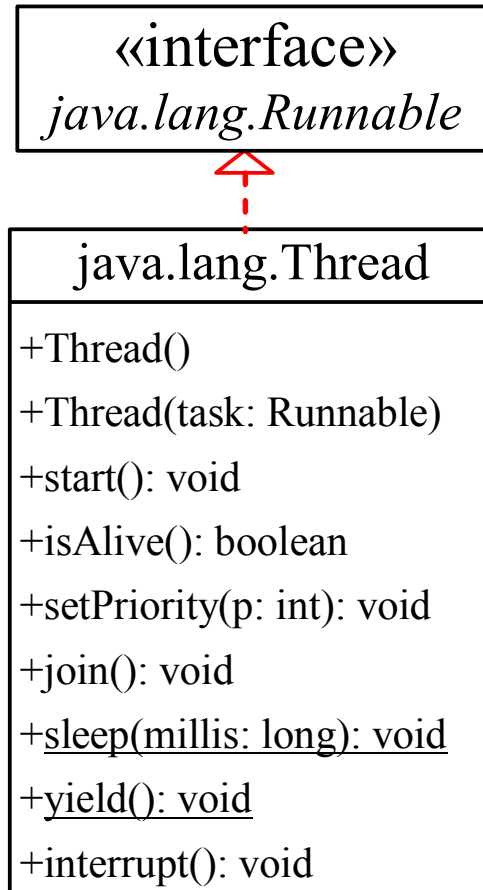 «interface»
java.lang.Runnable
java.lang.Thread
+Thread()
+Thread(task: Runnable)
+start(): void
+isAlive(): boolean
+setPriority(p: int): void
+join(): void
+sleep(millis: long): void
+yield(): void
+interrupt(): void